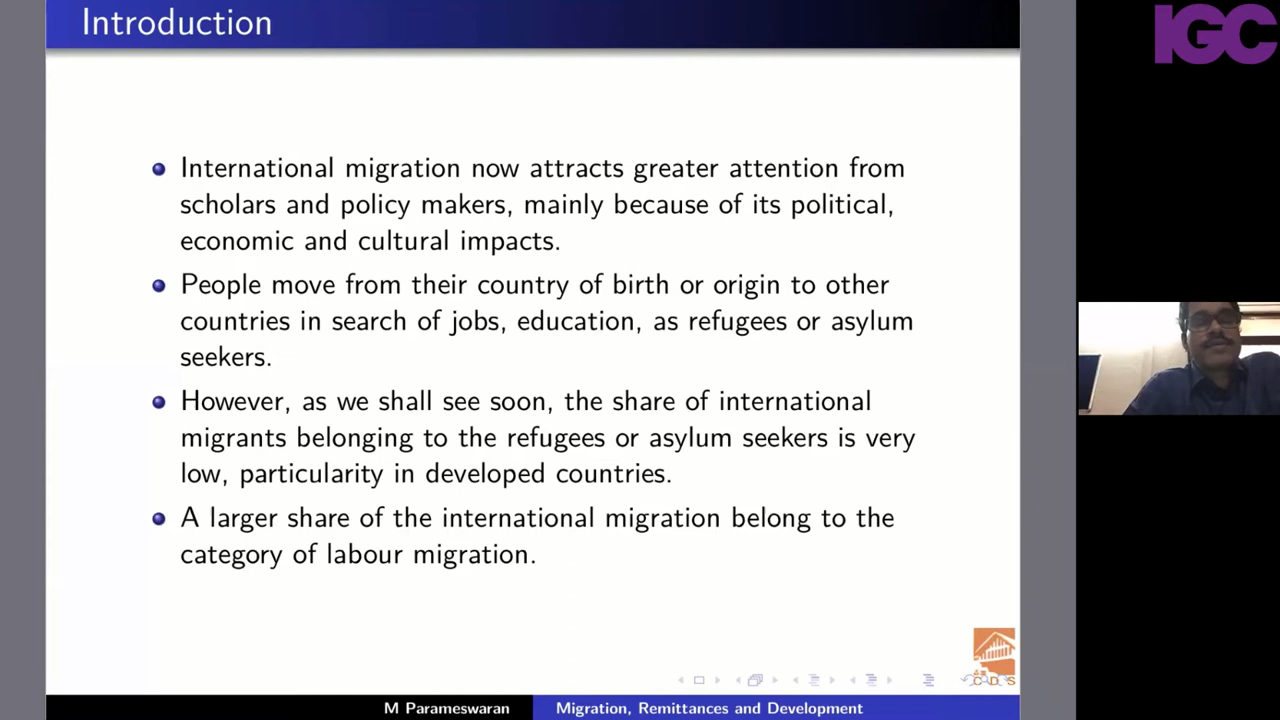 Introduction
IGC
International migration now attracts greater attention from
scholars and policy makers, mainly because of its political,
economic and cultural impacts.
People move from their country of birth or origin to other
countries in search of jobs, education, as refugees or asylum
seekers.
However, as we shall see soon, the share of international
migrants belonging to the refugees or asylum seekers is very
low, particularity in developed countries.
A larger share of the international migration belong to the
category of labour migration.
CDS
M Parameswaran
Migration, Remittances and Development